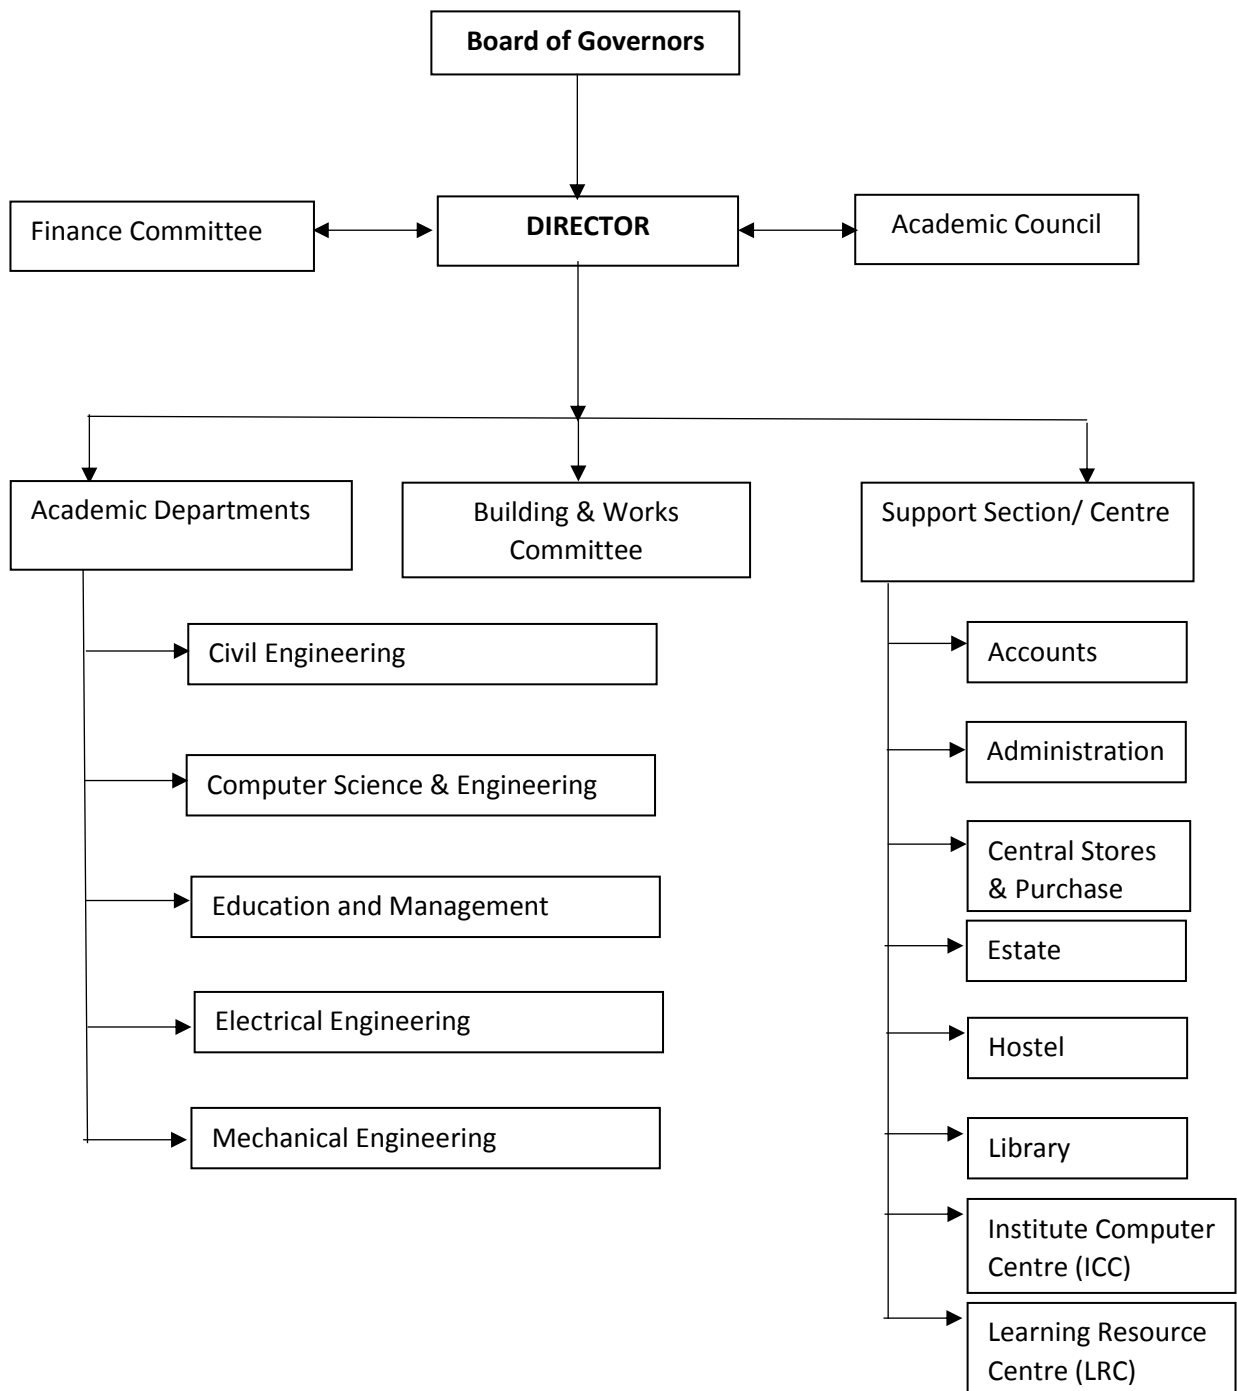 Board of Governors
Finance Committee
DIRECTOR
Academic Council
Academic Departments
Building & Works
Committee
Support Section/ Centre
Civil Engineering
Computer Science & Engineering
Education and Management
Electrical Engineering
Mechanical Engineering
Accounts
Administration
Central Stores
& Purchase
Estate
Hostel
Library
Institute Computer
Centre (ICC)
Learning Resource
Centre (LRC)